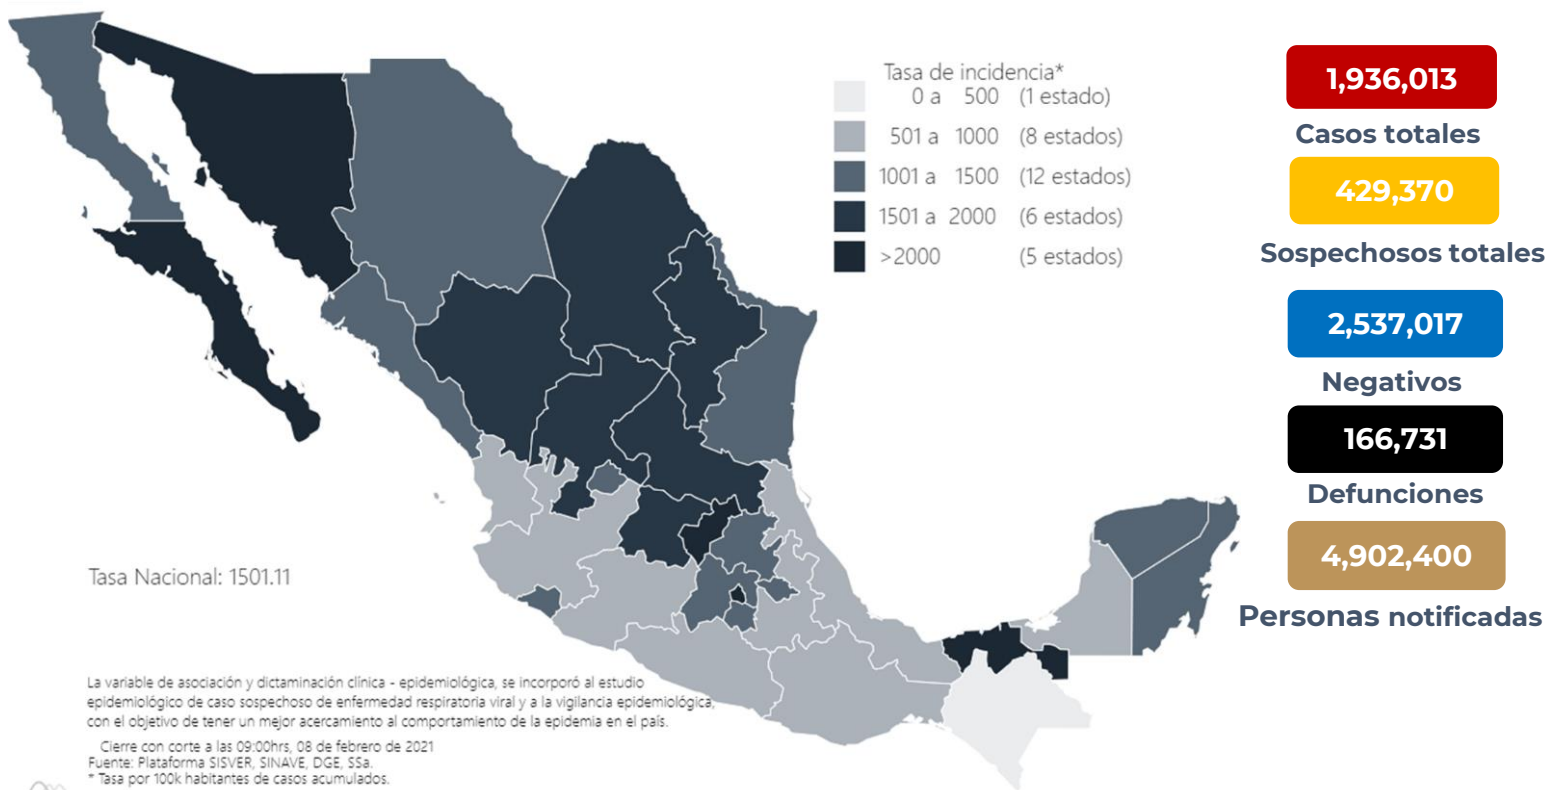 Tasa de incidencia*
0 a 500 (1 estado)
501 a 1000 (8 estados)
1001 a 1500 (12 estados)
1501 a 2000 (6 estados)
>2000 (5 estados)
Tasa Nacional: 1501.11
La variable de asociación y dictaminación clínica - epidemiológica, se incorporó al estudio
epidemiológico de caso sospechoso de enfermedad respiratoria viral y a la vigilancia epidemiológica,
con el objetivo de tener un mejor acercamiento al comportamiento de la epidemia en el país.
Cierre con corte a las 09:00hrs, 08 de febrero de 2021
Fuente: Plataforma SISVER, SINAVE, DGE, SSa.
* Tasa por 100k habitantes de casos acumulados.
1,936,013
Casos totales
429,370
Sospechosos totales
2,537,017
Negativos
166,731
Defunciones
4,902,400
Personas notificadas